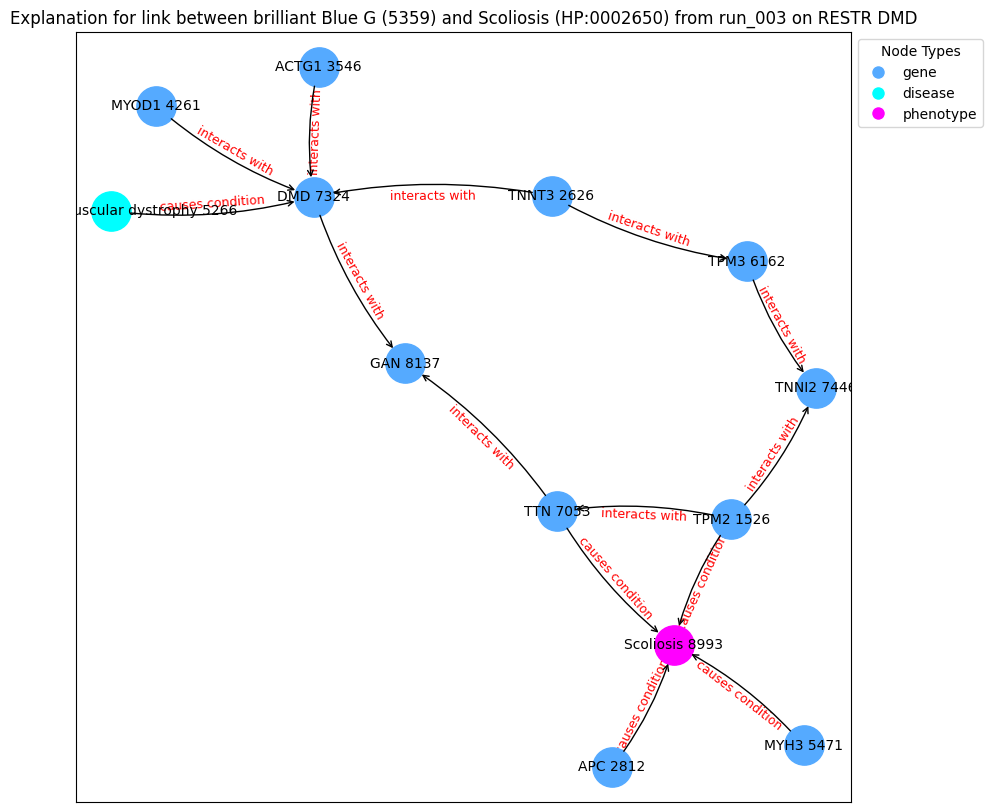 Explanation for link between brilliant Blue G (5359) and Scoliosis (HP:0002650) from run_003 on RESTR DMD
Node Types
gene
disease
phenotype
ACTG1 3546
MYOD1 4261
interacts with
interacts with
DMD 7324
TNNT3 2626
interacts with
causes condition
uscular dystrophy 5266
interacts with
TPM3 6162
interacts with
interacts with
GAN 8137
TNNI2 7446
interacts with
interacts with
TTN 7053
interacts with
TPM2 1526
causes condition
auses condition
Scoliosis 8993
auses condition
causes condition
MYH3 5471
APC 2812